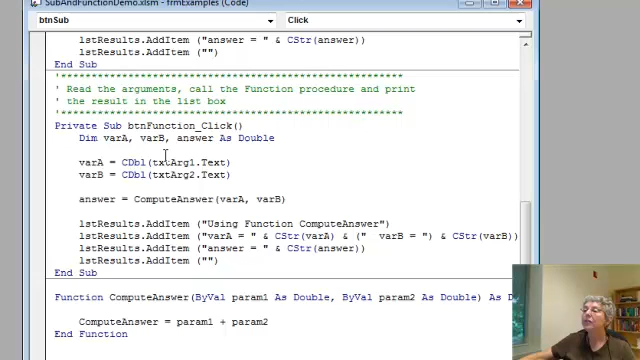 SubAndFunctionDemo.xlsm - frmExamples (Code)
btnSub Click
lstResults.AddItem ("answer = " & CStr(answer))
lstResults.AddItem ("")
End Sub
'********************************************************
' Read the arguments, call the Function procedure and print
' the result in the list box
'********************************************************
Private Sub btnFunction_Click()
Dim varA, varB, answer As Double
varA = CDbl(txtArg1.Text)
varB = CDbl(txtArg2.Text)
answer = ComputeAnswer(varA, varB)
lstResults.AddItem ("Using Function ComputeAnswer")
lstResults.AddItem ("varA = " & CStr(varA) & ("  varB = ") & CStr(varB))
lstResults.AddItem ("answer = " & CStr(answer))
lstResults.AddItem ("")
End Sub
Function ComputeAnswer(ByVal param1 As Double, ByVal param2 As Double) As D
ComputeAnswer = param1 + param2
End Function